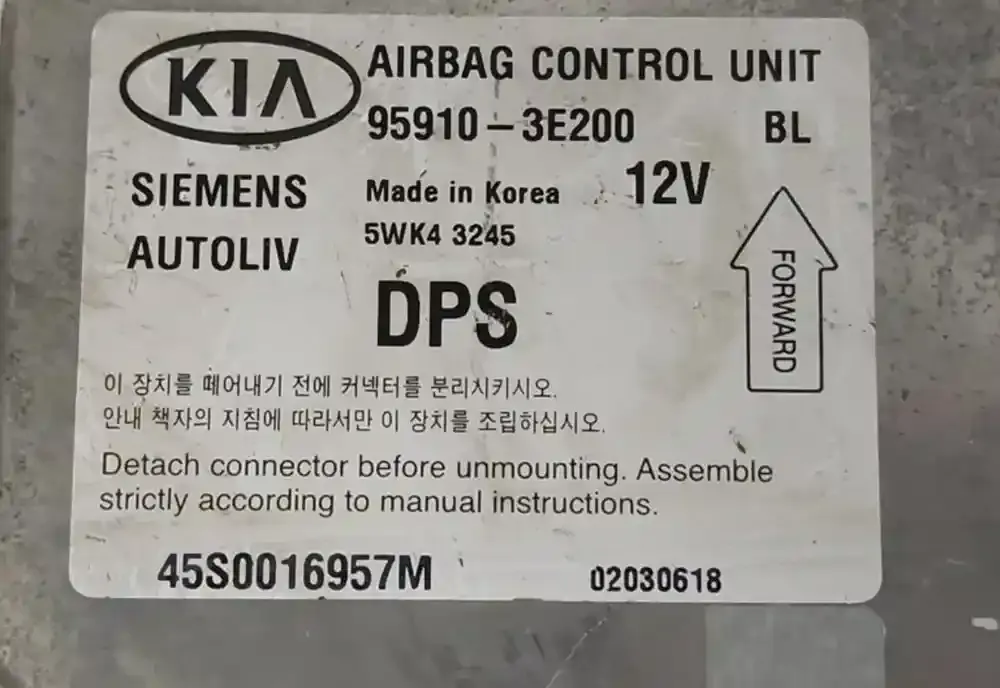 KIA AIRBAG CONTROL UNIT
95910-3E200 BL
SIEMENS Made in Korea 12V
AUTOLIV 5WK4 3245
DPS
FORWARD
이 장치를 떼어내기 전에 커넥터를 분리시키시오.
안내 책자의 지침에 따라서만 이 장치를 조립하십시오.
Detach connector before unmounting. Assemble
strictly according to manual instructions.
45S0016957M 02030618